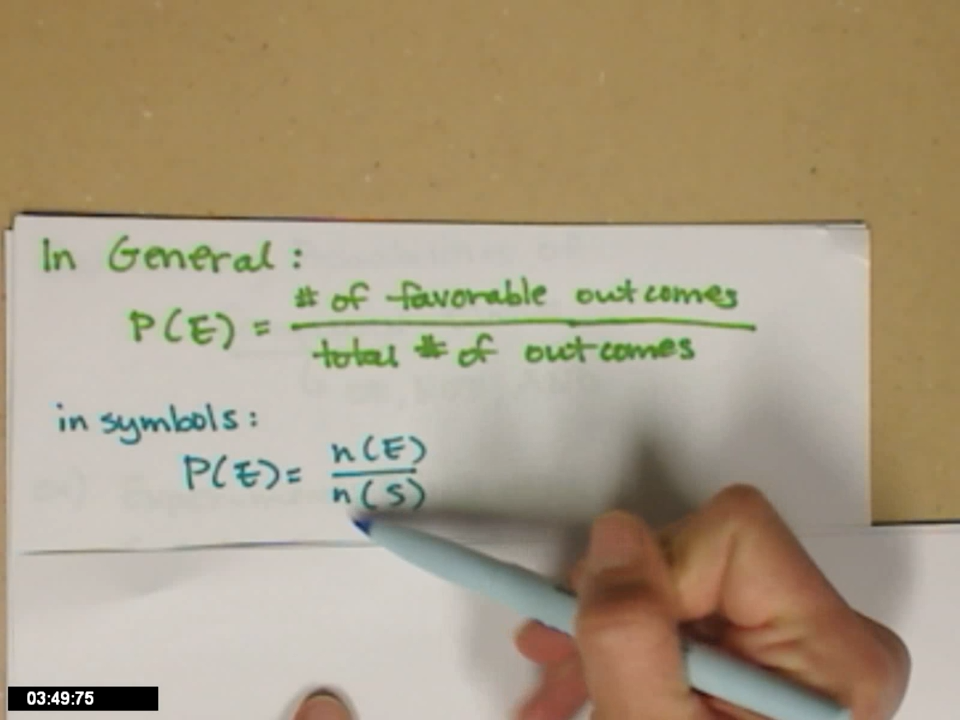 In General:
P(E) = # of favorable outcomes / total # of outcomes
in symbols:
P(E) = n(E) / n(S)
03:49:75